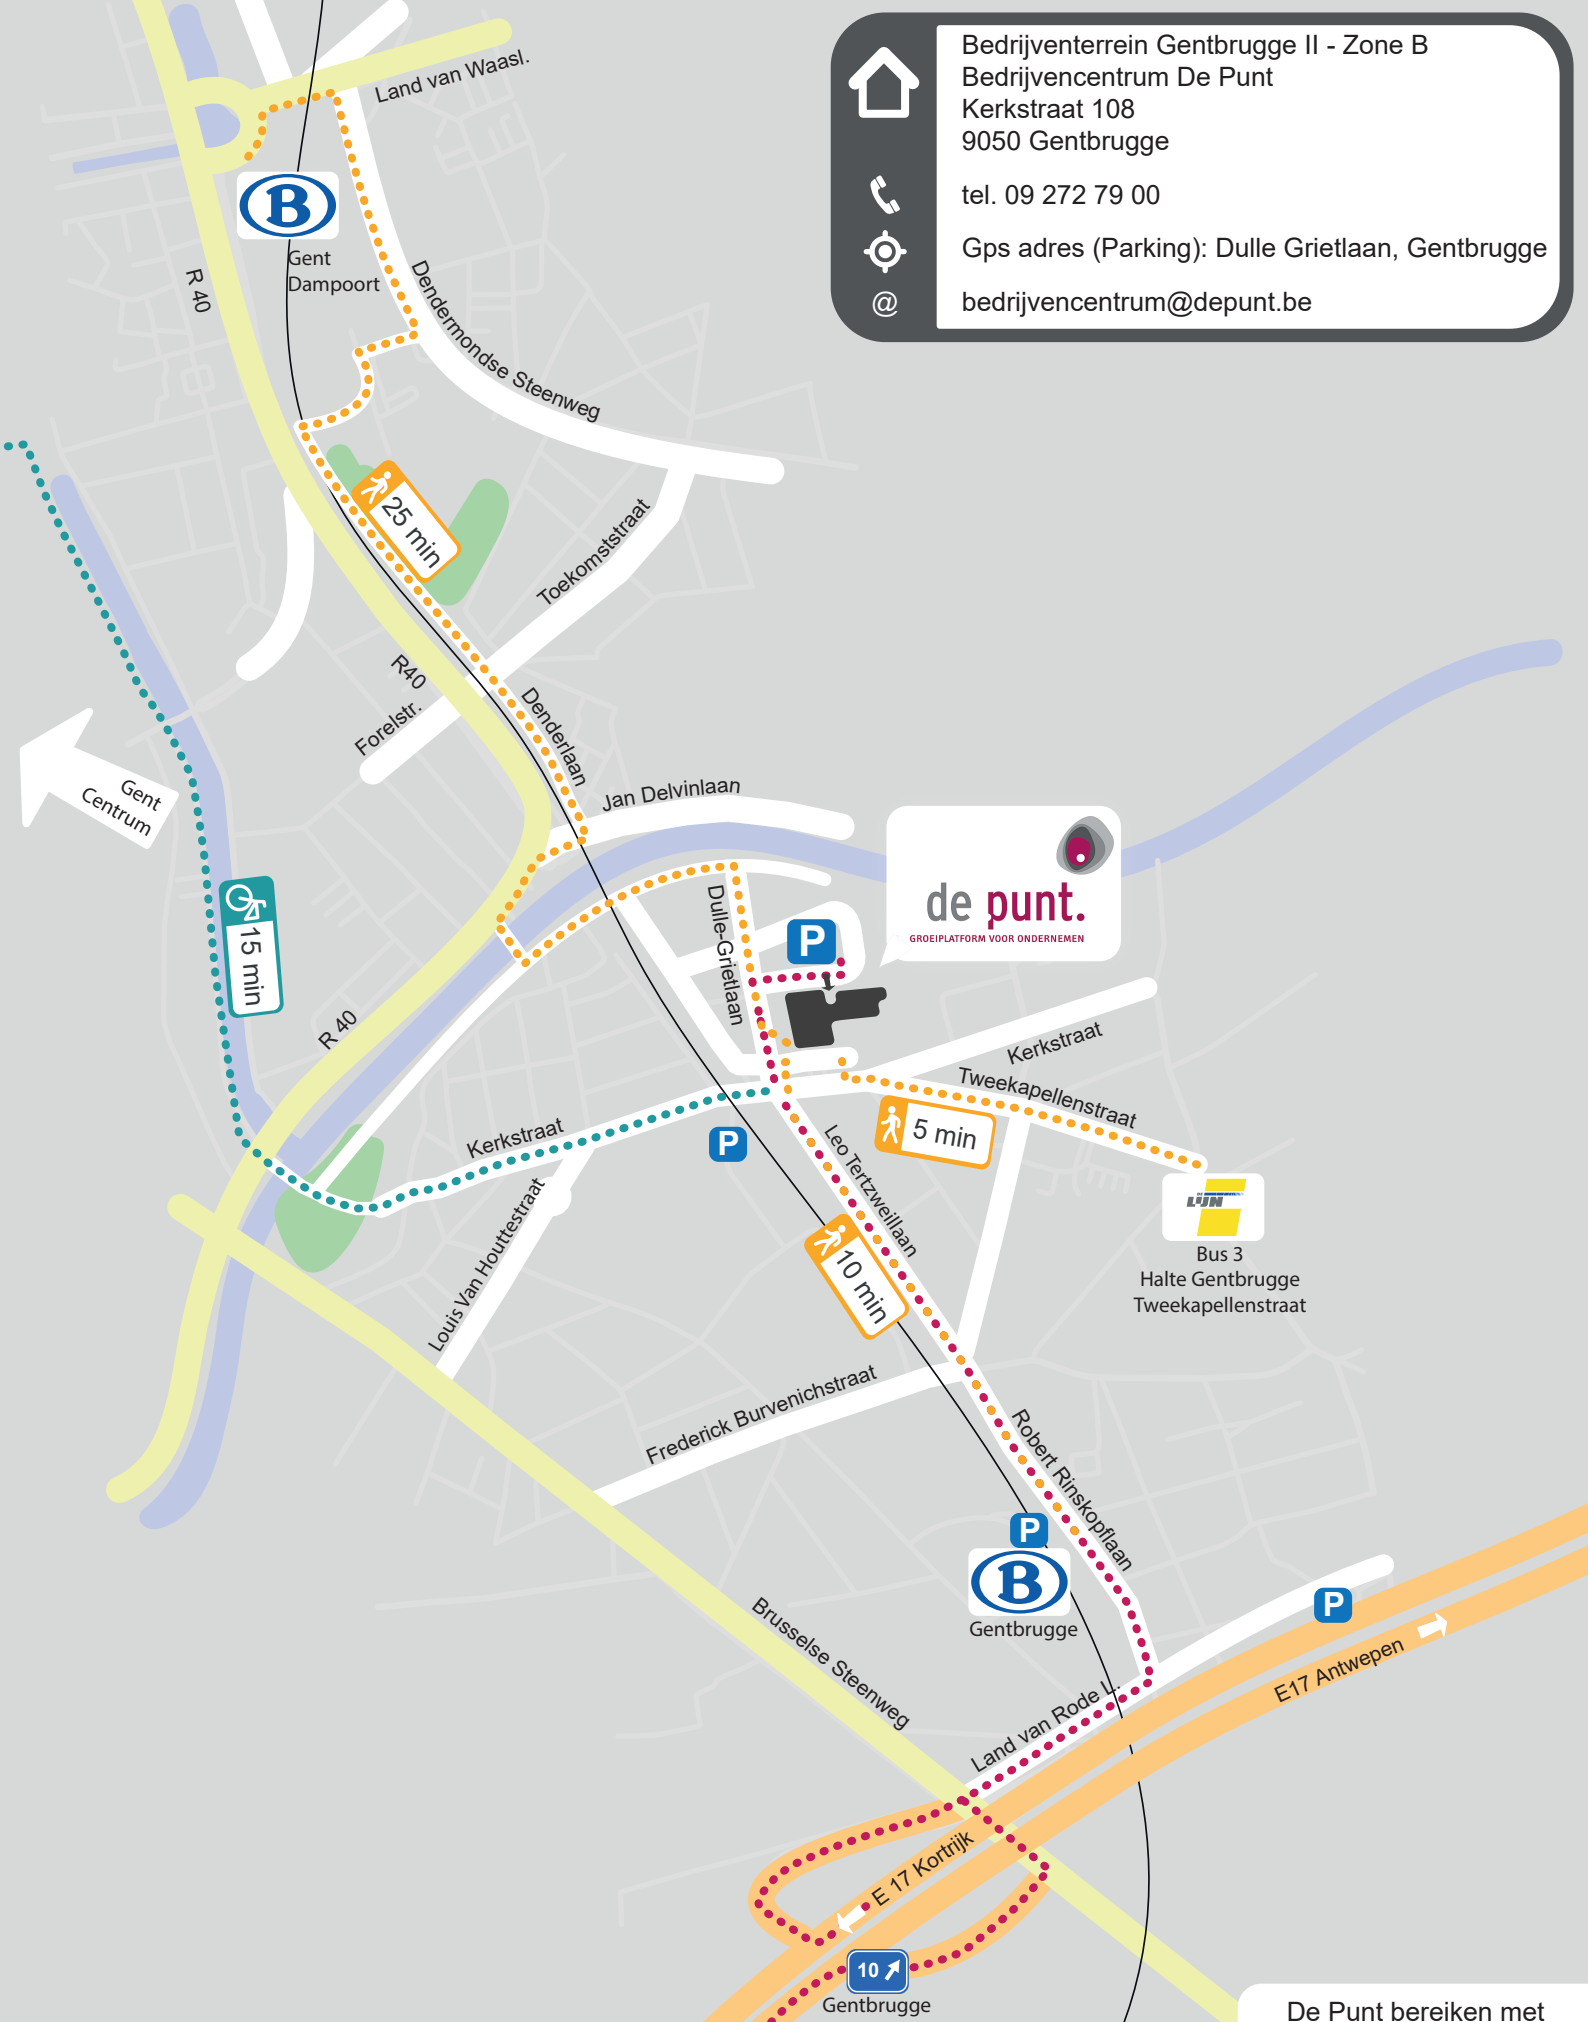 Bedrijventerrein Gentbrugge II - Zone B
Bedrijvencentrum De Punt
Kerkstraat 108
9050 Gentbrugge
tel. 09 272 79 00
Gps adres (Parking): Dulle Grietlaan, Gentbrugge
@
bedrijvencentrum@depunt.be
Land van Waasl.
B
Gent
Dampoort
R 40
Dendermondse Steenweg
25 min
Toekomststraat
R40
Forelstr.
Denderlaan
Gent
Centrum
Jan Delvinlaan
de punt.
GROEIPLATFORM VOOR ONDERNEMEN
15 min
Dulle-Grietlaan
P
R 40
Kerkstraat
Tweekapellenstraat
Kerkstraat
P
5 min
Leo Tertzweillaan
DE
LIJN
Bus 3
Halte Gentbrugge
Tweekapellenstraat
Louis Van Houttestraat
10 min
Frederick Burvenichstraat
Robert Rinskopflaan
P
B
Gentbrugge
P
Brusselse Steenweg
E17 Antwepen
Land van Rode L.
E 17 Kortrijk
10
Gentbrugge
De Punt bereiken met